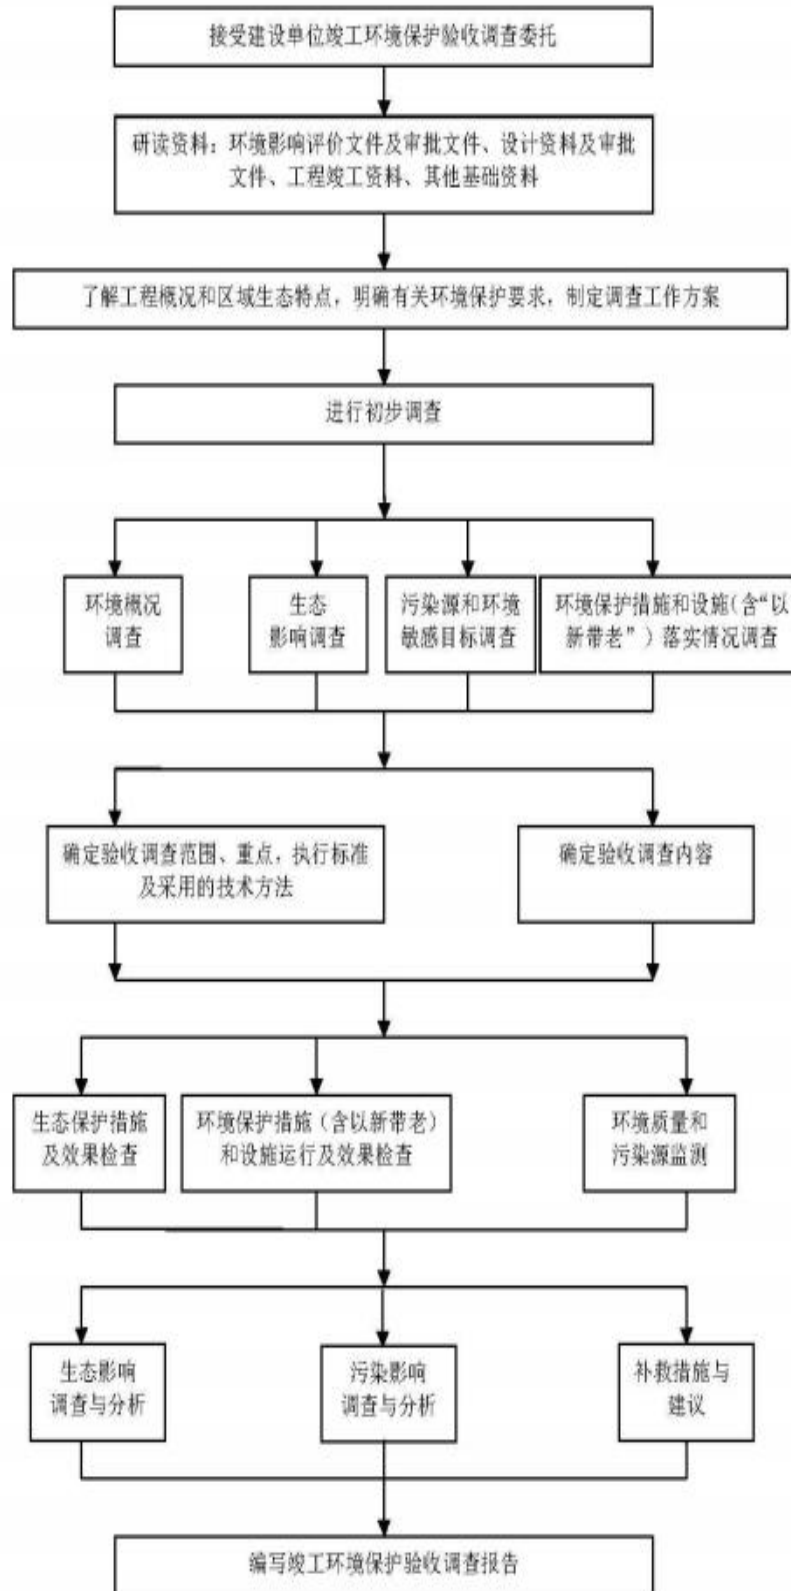 接受建设单位竣工环境保护验收调查委托
研读资料：环境影响评价文件及审批文件、设计资料及审批
文件、工程竣工资料、其他基础资料
了解工程概况和区域生态特点，明确有关环境保护要求，制定调查工作方案
进行初步调查
环境概况
调查
生态
影响调查
污染源和环境
敏感目标调查
环境保护措施和设施(含“以
新带老”）落实情况调查
确定验收调查范围、重点，执行标准
及采用的技术方法
确定验收调查内容
生态保护措施
及效果检查
环境保护措施（含以新带老）
和设施运行及效果检查
环境质量和
污染源监测
生态影响
调查与分析
污染影响
调查与分析
补救措施与
建议
编写竣工环境保护验收调查报告